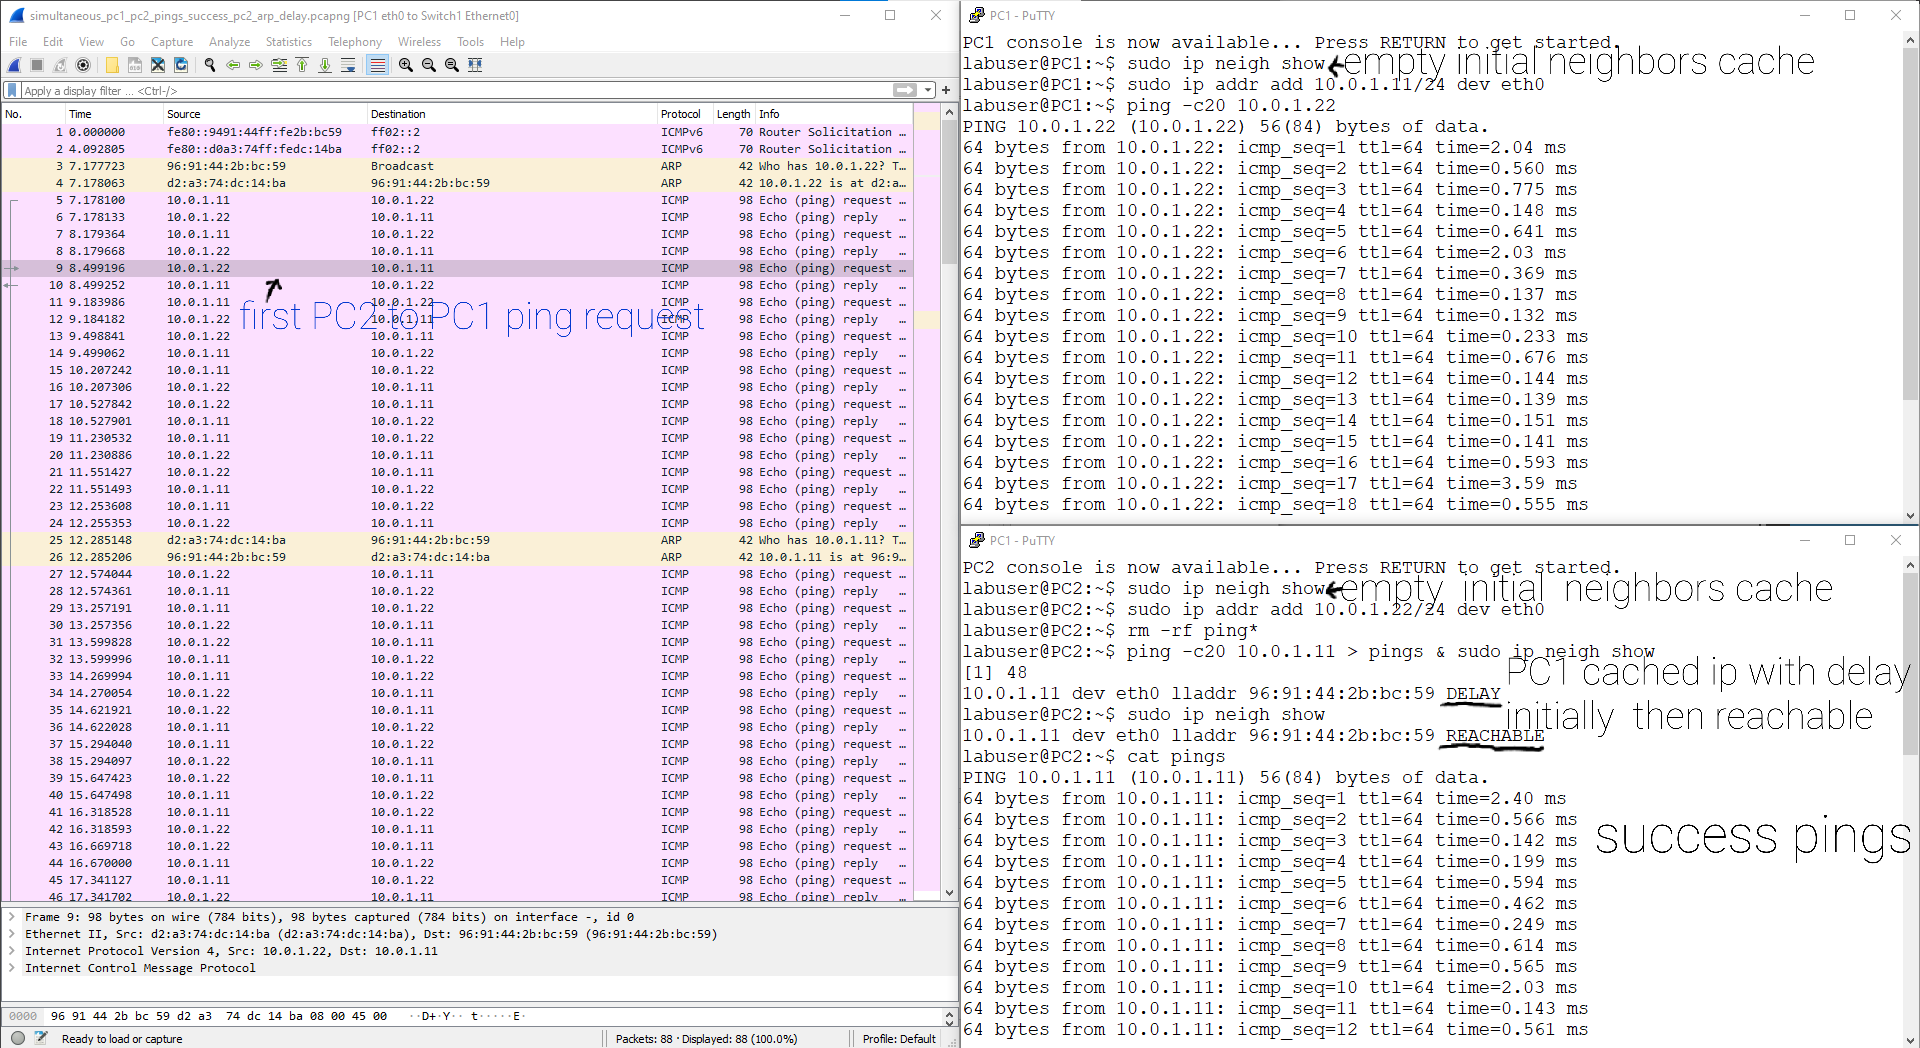 simultaneous_pc1_pc2_pings_success_pc2_arp_delay.pcapng [PC1 eth0 to Switch1 Ethernet0]
File Edit View Go Capture Analyze Statistics Telephony Wireless Tools Help
Apply a display filter ... <Ctrl-/>
No. Time Source Destination Protocol Length Info
1 0.000000 fe80::9491:44ff:fe2b:bc59 ff02::2 ICMPv6 70 Router Solicitation …
2 4.092805 fe80::d0a3:74ff:fedc:14ba ff02::2 ICMPv6 70 Router Solicitation …
3 7.177723 96:91:44:2b:bc:59 Broadcast ARP 42 Who has 10.0.1.22? T…
4 7.178063 d2:a3:74:dc:14:ba 96:91:44:2b:bc:59 ARP 42 10.0.1.22 is at d2:a…
5 7.178100 10.0.1.11 10.0.1.22 ICMP 98 Echo (ping) request …
6 7.178133 10.0.1.22 10.0.1.11 ICMP 98 Echo (ping) reply …
7 8.179364 10.0.1.11 10.0.1.22 ICMP 98 Echo (ping) request …
8 8.179668 10.0.1.22 10.0.1.11 ICMP 98 Echo (ping) reply …
9 8.499196 10.0.1.22 10.0.1.11 ICMP 98 Echo (ping) request …
10 8.499252 10.0.1.11 10.0.1.22 ICMP 98 Echo (ping) reply …
11 9.183986 10.0.1.11 10.0.1.22 ICMP 98 Echo (ping) request …
first PC2 to PC1 ping request
12 9.184182 10.0.1.22 10.0.1.11 ICMP 98 Echo (ping) reply …
13 9.498841 10.0.1.22 10.0.1.11 ICMP 98 Echo (ping) request …
14 9.499062 10.0.1.11 10.0.1.22 ICMP 98 Echo (ping) reply …
15 10.207242 10.0.1.11 10.0.1.22 ICMP 98 Echo (ping) request …
16 10.207306 10.0.1.22 10.0.1.11 ICMP 98 Echo (ping) reply …
17 10.527842 10.0.1.22 10.0.1.11 ICMP 98 Echo (ping) request …
18 10.527901 10.0.1.11 10.0.1.22 ICMP 98 Echo (ping) reply …
19 11.230532 10.0.1.11 10.0.1.22 ICMP 98 Echo (ping) request …
20 11.230886 10.0.1.22 10.0.1.11 ICMP 98 Echo (ping) reply …
21 11.551427 10.0.1.22 10.0.1.11 ICMP 98 Echo (ping) request …
22 11.551493 10.0.1.11 10.0.1.22 ICMP 98 Echo (ping) reply …
23 12.253608 10.0.1.11 10.0.1.22 ICMP 98 Echo (ping) request …
24 12.255353 10.0.1.22 10.0.1.11 ICMP 98 Echo (ping) reply …
25 12.285148 d2:a3:74:dc:14:ba 96:91:44:2b:bc:59 ARP 42 Who has 10.0.1.11? T…
26 12.285206 96:91:44:2b:bc:59 d2:a3:74:dc:14:ba ARP 42 10.0.1.11 is at 96:9…
27 12.574044 10.0.1.22 10.0.1.11 ICMP 98 Echo (ping) request …
28 12.574361 10.0.1.11 10.0.1.22 ICMP 98 Echo (ping) reply …
29 13.257191 10.0.1.11 10.0.1.22 ICMP 98 Echo (ping) request …
30 13.257356 10.0.1.22 10.0.1.11 ICMP 98 Echo (ping) reply …
31 13.599828 10.0.1.22 10.0.1.11 ICMP 98 Echo (ping) request …
32 13.599996 10.0.1.11 10.0.1.22 ICMP 98 Echo (ping) reply …
33 14.269994 10.0.1.11 10.0.1.22 ICMP 98 Echo (ping) request …
34 14.270054 10.0.1.22 10.0.1.11 ICMP 98 Echo (ping) reply …
35 14.621921 10.0.1.22 10.0.1.11 ICMP 98 Echo (ping) request …
36 14.622028 10.0.1.11 10.0.1.22 ICMP 98 Echo (ping) reply …
37 15.294040 10.0.1.11 10.0.1.22 ICMP 98 Echo (ping) request …
38 15.294097 10.0.1.22 10.0.1.11 ICMP 98 Echo (ping) reply …
39 15.647423 10.0.1.22 10.0.1.11 ICMP 98 Echo (ping) request …
40 15.647498 10.0.1.11 10.0.1.22 ICMP 98 Echo (ping) reply …
41 16.318528 10.0.1.11 10.0.1.22 ICMP 98 Echo (ping) request …
42 16.318593 10.0.1.22 10.0.1.11 ICMP 98 Echo (ping) reply …
43 16.669718 10.0.1.22 10.0.1.11 ICMP 98 Echo (ping) request …
44 16.670000 10.0.1.11 10.0.1.22 ICMP 98 Echo (ping) reply …
45 17.341127 10.0.1.11 10.0.1.22 ICMP 98 Echo (ping) request …
46 17.341702 10.0.1.22 10.0.1.11 ICMP 98 Echo (ping) reply …
Frame 9: 98 bytes on wire (784 bits), 98 bytes captured (784 bits) on interface -, id 0
Ethernet II, Src: d2:a3:74:dc:14:ba (d2:a3:74:dc:14:ba), Dst: 96:91:44:2b:bc:59 (96:91:44:2b:bc:59)
Internet Protocol Version 4, Src: 10.0.1.22, Dst: 10.0.1.11
Internet Control Message Protocol
0000 96 91 44 2b bc 59 d2 a3 74 dc 14 ba 08 00 45 00 ··D+·Y·· t·····E·
Ready to load or capture Packets: 88 · Displayed: 88 (100.0%) Profile: Default
PC1 - PuTTY
PC1 console is now available... Press RETURN to get started.
labuser@PC1:~$ sudo ip neigh show
empty initial neighbors cache
labuser@PC1:~$ sudo ip addr add 10.0.1.11/24 dev eth0
labuser@PC1:~$ ping -c20 10.0.1.22
PING 10.0.1.22 (10.0.1.22) 56(84) bytes of data.
64 bytes from 10.0.1.22: icmp_seq=1 ttl=64 time=2.04 ms
64 bytes from 10.0.1.22: icmp_seq=2 ttl=64 time=0.560 ms
64 bytes from 10.0.1.22: icmp_seq=3 ttl=64 time=0.775 ms
64 bytes from 10.0.1.22: icmp_seq=4 ttl=64 time=0.148 ms
64 bytes from 10.0.1.22: icmp_seq=5 ttl=64 time=0.641 ms
64 bytes from 10.0.1.22: icmp_seq=6 ttl=64 time=2.03 ms
64 bytes from 10.0.1.22: icmp_seq=7 ttl=64 time=0.369 ms
64 bytes from 10.0.1.22: icmp_seq=8 ttl=64 time=0.137 ms
64 bytes from 10.0.1.22: icmp_seq=9 ttl=64 time=0.132 ms
64 bytes from 10.0.1.22: icmp_seq=10 ttl=64 time=0.233 ms
64 bytes from 10.0.1.22: icmp_seq=11 ttl=64 time=0.676 ms
64 bytes from 10.0.1.22: icmp_seq=12 ttl=64 time=0.144 ms
64 bytes from 10.0.1.22: icmp_seq=13 ttl=64 time=0.139 ms
64 bytes from 10.0.1.22: icmp_seq=14 ttl=64 time=0.151 ms
64 bytes from 10.0.1.22: icmp_seq=15 ttl=64 time=0.141 ms
64 bytes from 10.0.1.22: icmp_seq=16 ttl=64 time=0.593 ms
64 bytes from 10.0.1.22: icmp_seq=17 ttl=64 time=3.59 ms
64 bytes from 10.0.1.22: icmp_seq=18 ttl=64 time=0.555 ms
PC1 - PuTTY
PC2 console is now available... Press RETURN to get started.
labuser@PC2:~$ sudo ip neigh show
empty initial neighbors cache
labuser@PC2:~$ sudo ip addr add 10.0.1.22/24 dev eth0
labuser@PC2:~$ rm -rf ping*
labuser@PC2:~$ ping -c20 10.0.1.11 > pings & sudo ip neigh show
[1] 48
PC1 cached ip with delay
10.0.1.11 dev eth0 lladdr 96:91:44:2b:bc:59 DELAY
labuser@PC2:~$ sudo ip neigh show
initially then reachable
10.0.1.11 dev eth0 lladdr 96:91:44:2b:bc:59 REACHABLE
labuser@PC2:~$ cat pings
PING 10.0.1.11 (10.0.1.11) 56(84) bytes of data.
64 bytes from 10.0.1.11: icmp_seq=1 ttl=64 time=2.40 ms
64 bytes from 10.0.1.11: icmp_seq=2 ttl=64 time=0.566 ms
success pings
64 bytes from 10.0.1.11: icmp_seq=3 ttl=64 time=0.142 ms
64 bytes from 10.0.1.11: icmp_seq=4 ttl=64 time=0.199 ms
64 bytes from 10.0.1.11: icmp_seq=5 ttl=64 time=0.594 ms
64 bytes from 10.0.1.11: icmp_seq=6 ttl=64 time=0.462 ms
64 bytes from 10.0.1.11: icmp_seq=7 ttl=64 time=0.249 ms
64 bytes from 10.0.1.11: icmp_seq=8 ttl=64 time=0.614 ms
64 bytes from 10.0.1.11: icmp_seq=9 ttl=64 time=0.565 ms
64 bytes from 10.0.1.11: icmp_seq=10 ttl=64 time=2.03 ms
64 bytes from 10.0.1.11: icmp_seq=11 ttl=64 time=0.143 ms
64 bytes from 10.0.1.11: icmp_seq=12 ttl=64 time=0.561 ms